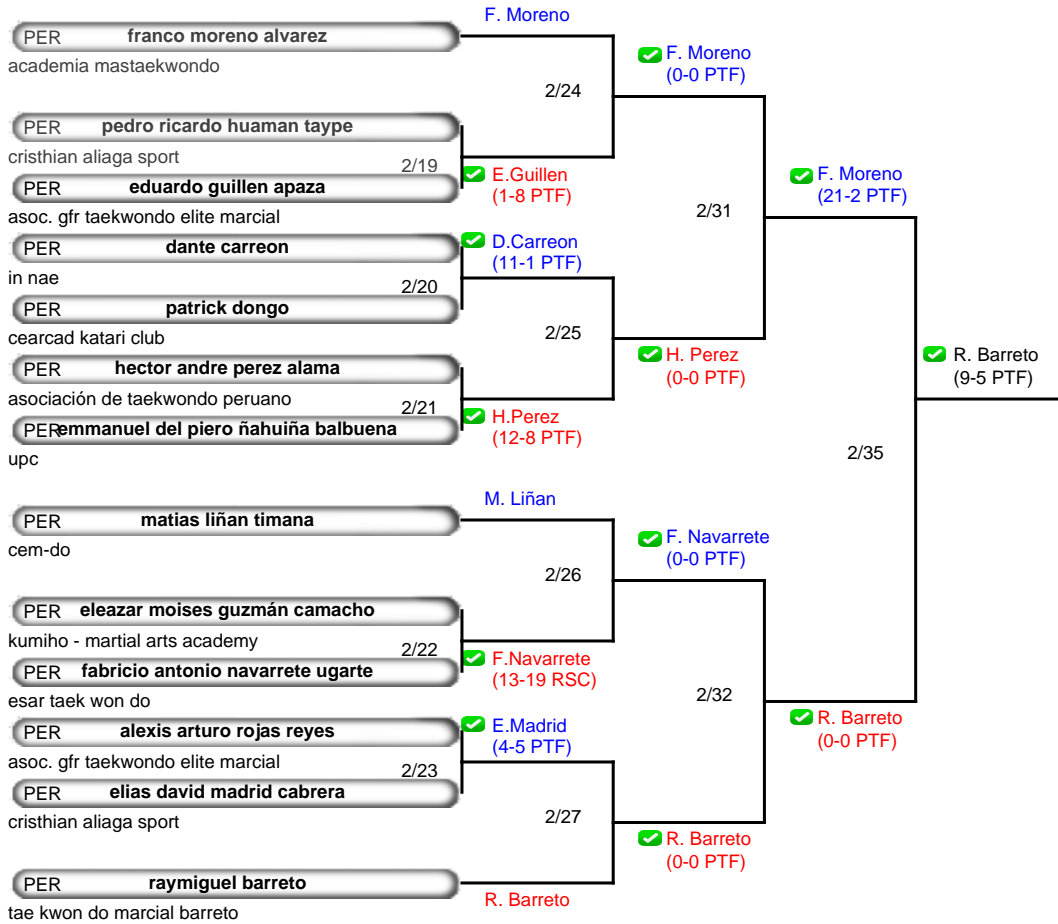 F. Moreno
PER franco moreno alvarez
academia mastaekwondo
2/24
F. Moreno
(0-0 PTF)
PER pedro ricardo huaman taype
cristhian aliaga sport
2/19
E.Guillen
(1-8 PTF)
PER eduardo guillen apaza
asoc. gfr taekwondo elite marcial
2/31
F. Moreno
(21-2 PTF)
PER dante carreon
in nae
D.Carreon
(11-1 PTF)
2/20
PER patrick dongo
cearcad katari club
2/25
H. Perez
(0-0 PTF)
PER hector andre perez alama
asociación de taekwondo peruano
2/21
H.Perez
(12-8 PTF)
PER emmanuel del piero ñahuiña balbuena
upc
R. Barreto
(9-5 PTF)
2/35
M. Liñan
PER matias liñan timana
cem-do
2/26
F. Navarrete
(0-0 PTF)
PER eleazar moises guzmán camacho
kumiho - martial arts academy
2/22
F.Navarrete
(13-19 RSC)
PER fabricio antonio navarrete ugarte
esar taek won do
2/32
R. Barreto
(0-0 PTF)
PER alexis arturo rojas reyes
asoc. gfr taekwondo elite marcial
E.Madrid
(4-5 PTF)
2/23
PER elias david madrid cabrera
cristhian aliaga sport
2/27
R. Barreto
(0-0 PTF)
PER raymiguel barreto
tae kwon do marcial barreto
R. Barreto